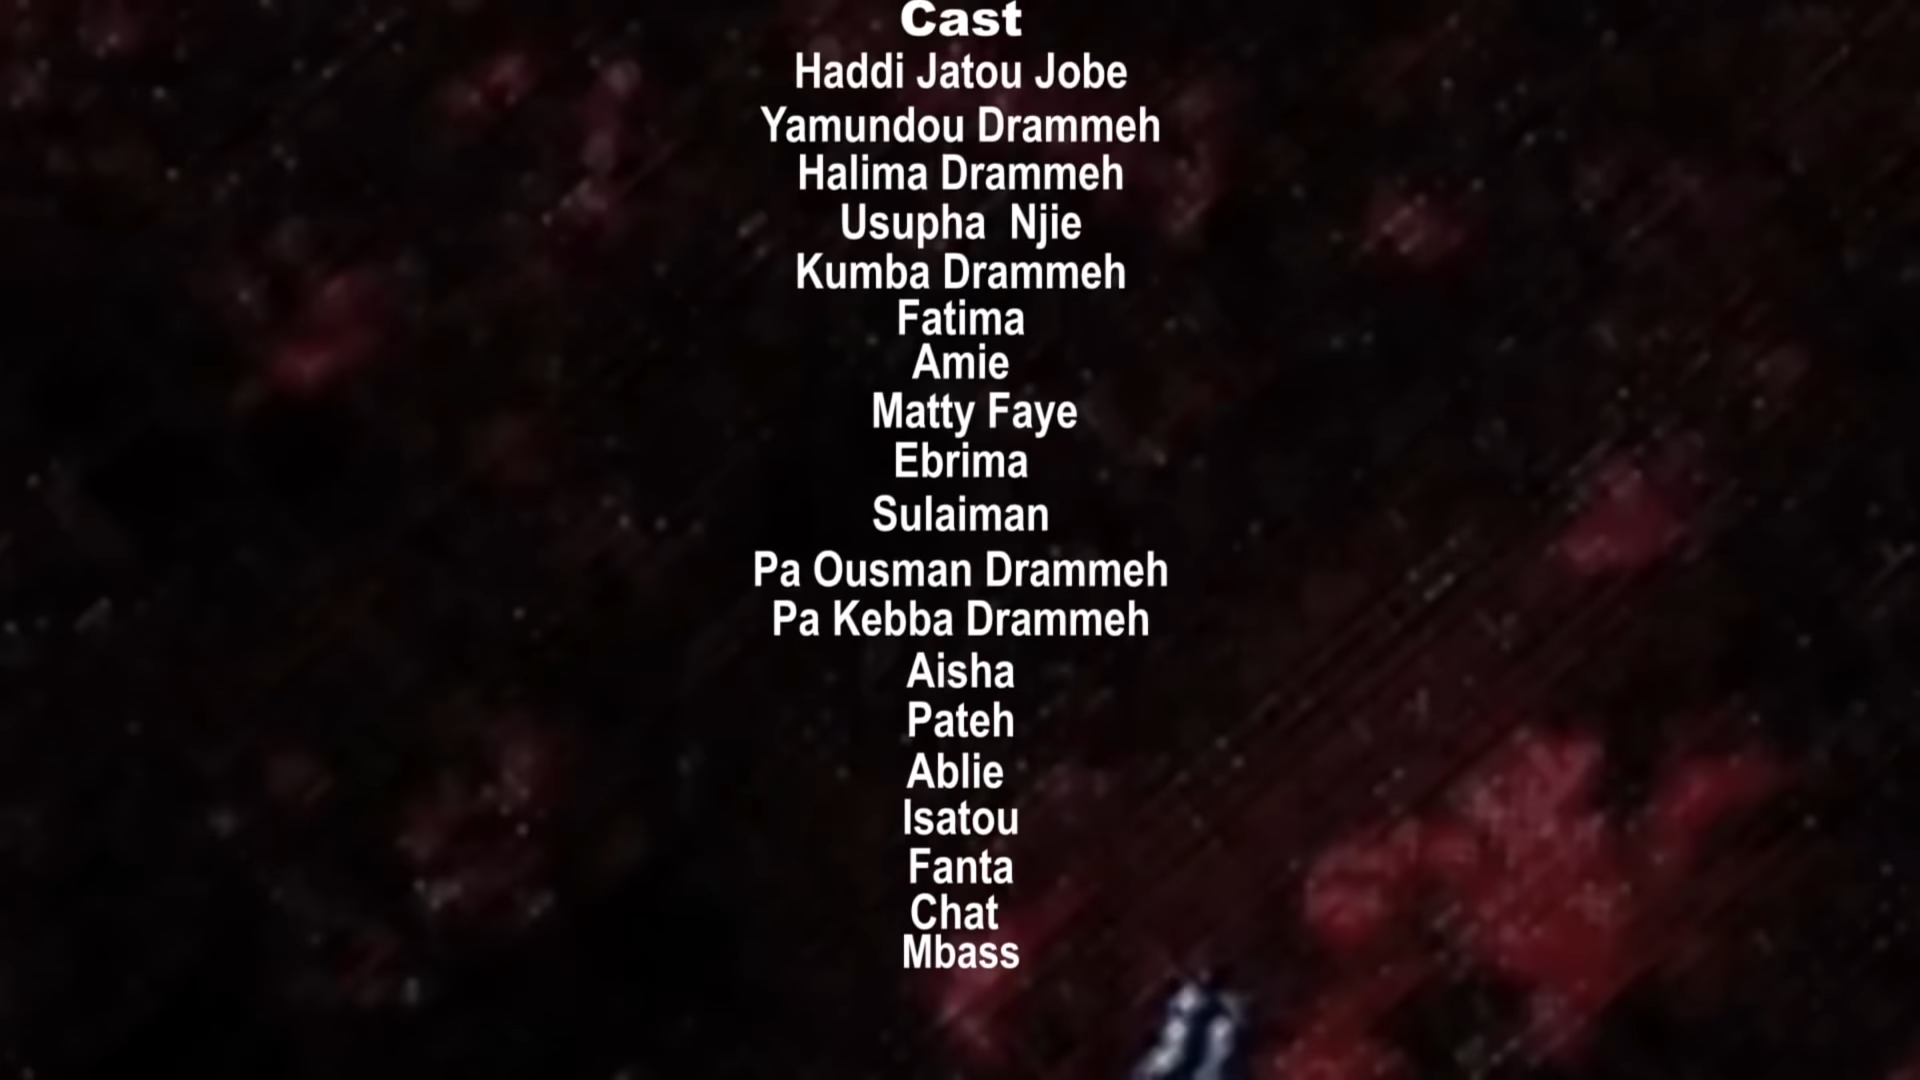 Cast
Haddi Jatou Jobe
Yamundou Drammeh
Halima Drammeh
Usupha  Njie
Kumba Drammeh
Fatima
Amie
Matty Faye
Ebrima
Sulaiman
Pa Ousman Drammeh
Pa Kebba Drammeh
Aisha
Pateh
Ablie
Isatou
Fanta
Chat
Mbass